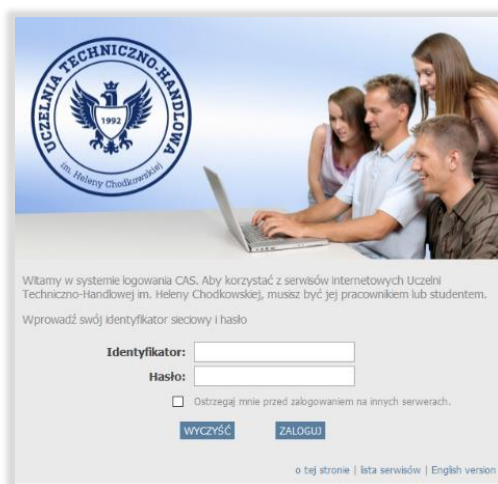 UCZELNIA TECHNICZNO-HANDLOWA
im. Heleny Chodkowskiej
1992
Witamy w systemie logowania CAS. Aby korzystać z serwisów internetowych Uczelni
Techniczno-Handlowej im. Heleny Chodkowskiej, musisz być jej pracownikiem lub studentem.
Wprowadź swój identyfikator sieciowy i hasło
Identyfikator:
Hasło:
Ostrzegaj mnie przed zalogowaniem na innych serwerach.
WYCZYŚĆ ZALOGUJ
o tej stronie | lista serwisów | English version